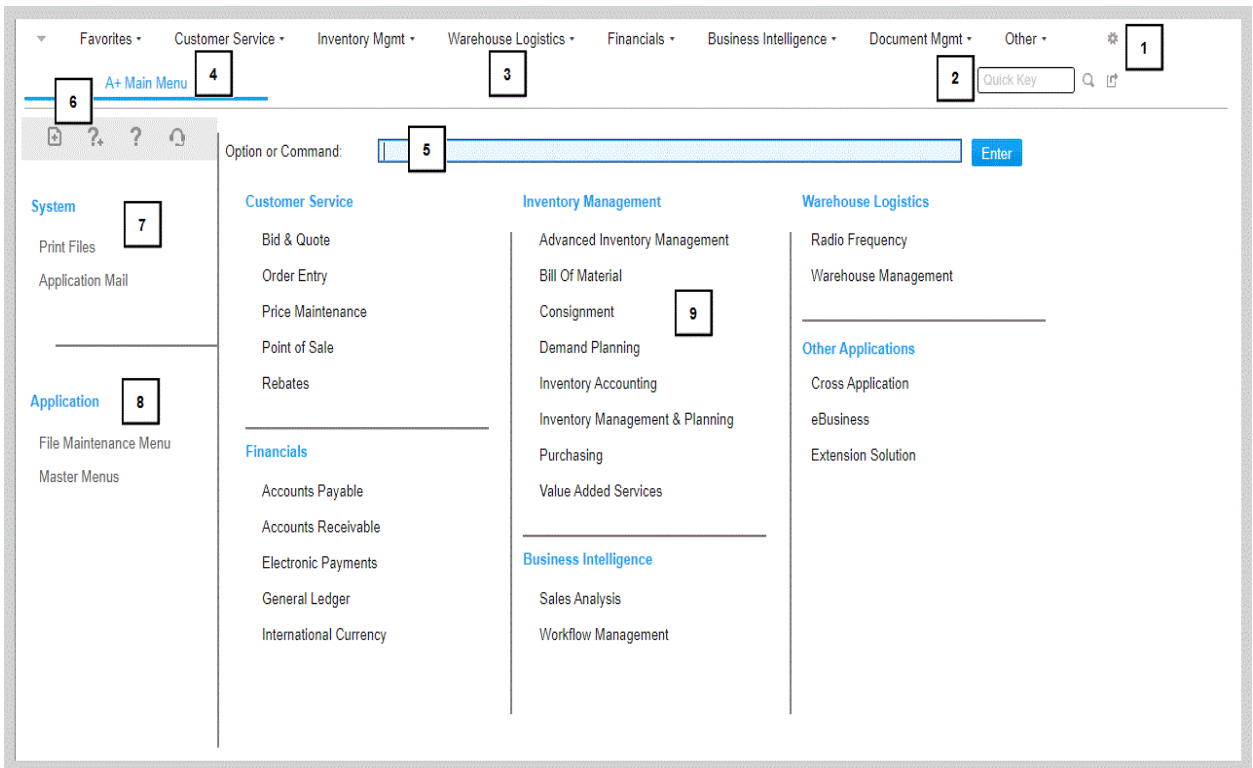 Favorites Customer Service Inventory Mgmt Warehouse Logistics Financials Business Intelligence Document Mgmt Other 1
A+ Main Menu 4 3 2 Quick Key
6
Option or Command: 5 Enter
System
7
Print Files
Application Mail
Application 8
File Maintenance Menu
Master Menus
Customer Service
Bid & Quote
Order Entry
Price Maintenance
Point of Sale
Rebates
Financials
Accounts Payable
Accounts Receivable
Electronic Payments
General Ledger
International Currency
Inventory Management
Advanced Inventory Management
Bill Of Material
Consignment 9
Demand Planning
Inventory Accounting
Inventory Management & Planning
Purchasing
Value Added Services
Business Intelligence
Sales Analysis
Workflow Management
Warehouse Logistics
Radio Frequency
Warehouse Management
Other Applications
Cross Application
eBusiness
Extension Solution